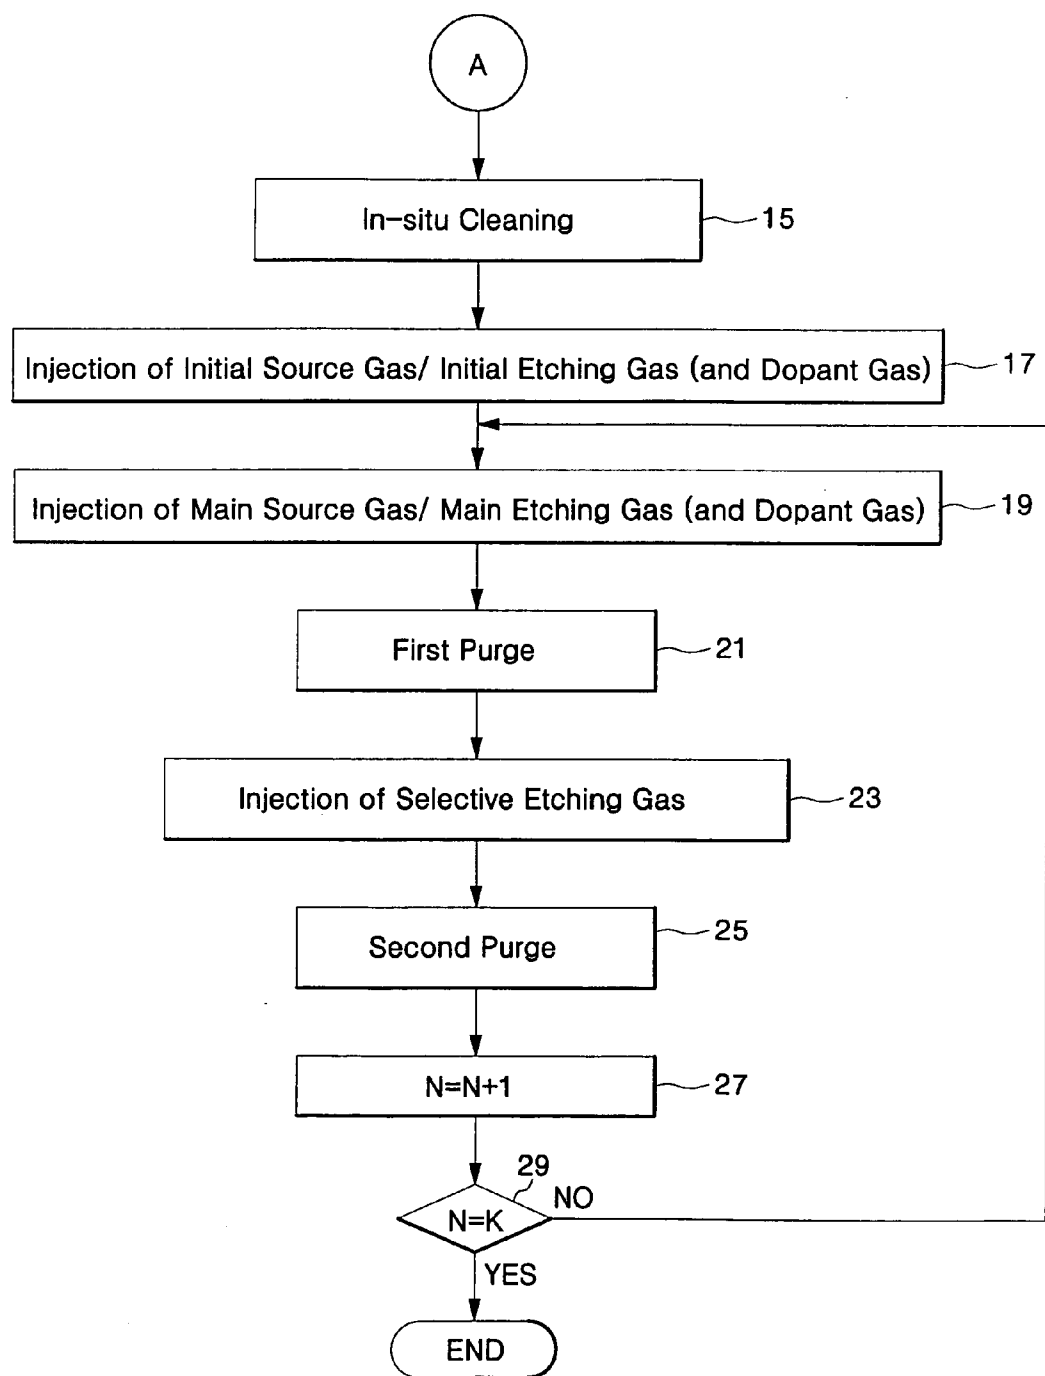 A
In-situ Cleaning
15
Injection of Initial Source Gas/ Initial Etching Gas (and Dopant Gas)
17
Injection of Main Source Gas/ Main Etching Gas (and Dopant Gas)
19
First Purge
21
Injection of Selective Etching Gas
23
Second Purge
25
N=N+1
27
29
N=K
NO
YES
END